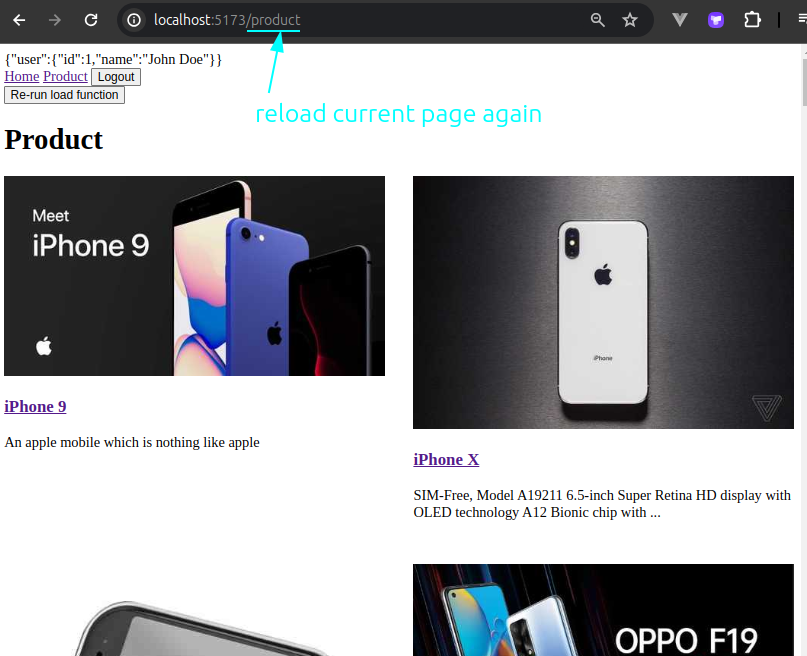 localhost:5173/product
{"user":{"id":1,"name":"John Doe"}}
Home Product Logout
Re-run load function
reload current page again
Product
Meet
iPhone 9
iPhone
iPhone 9
An apple mobile which is nothing like apple
iPhone X
SIM-Free, Model A19211 6.5-inch Super Retina HD display with
OLED technology A12 Bionic chip with ...
OPPO F19